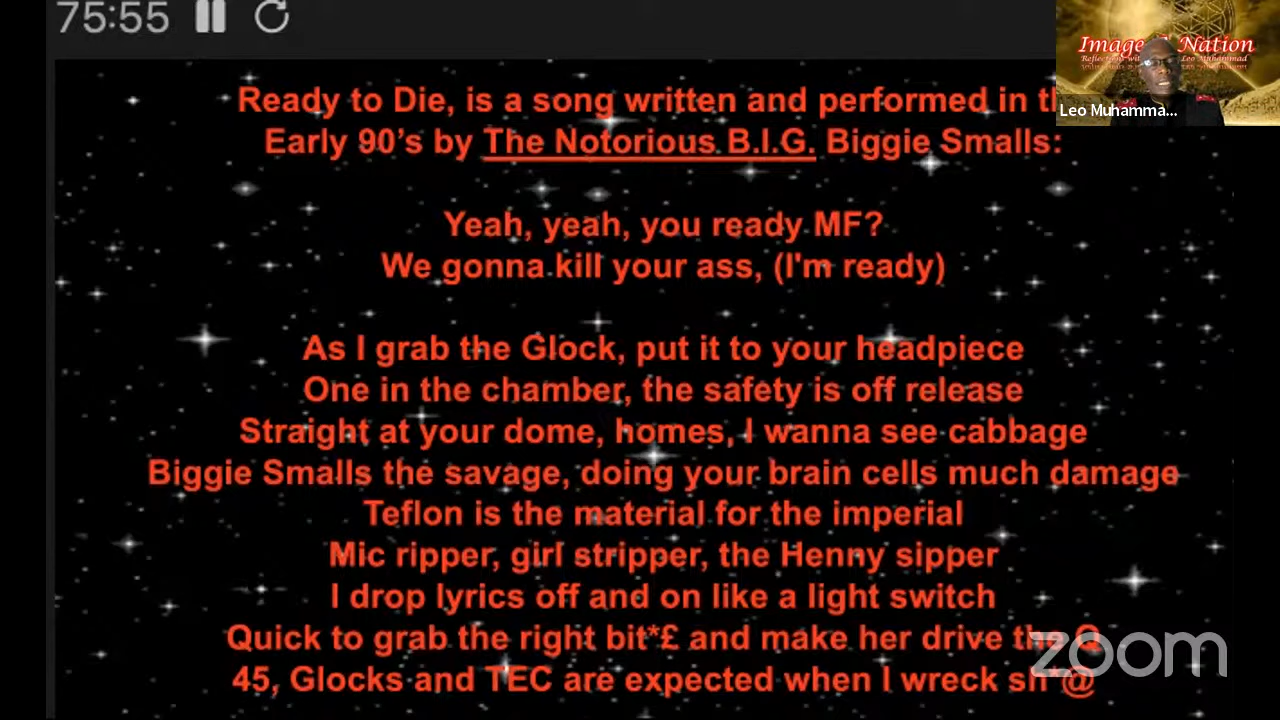 75:55
Image & Nation
Leo Muhamma...
Ready to Die, is a song written and performed in th
Early 90's by The Notorious B.I.G. Biggie Smalls:
Yeah, yeah, you ready MF?
We gonna kill your ass, (I'm ready)
As I grab the Glock, put it to your headpiece
One in the chamber, the safety is off release
Straight at your dome, homes, I wanna see cabbage
Biggie Smalls the savage, doing your brain cells much damage
Teflon is the material for the imperial
Mic ripper, girl stripper, the Henny sipper
I drop lyrics off and on like a light switch
Quick to grab the right bit*£ and make her drive the Q
45, Glocks and TEC are expected when I wreck sh*@
zoom